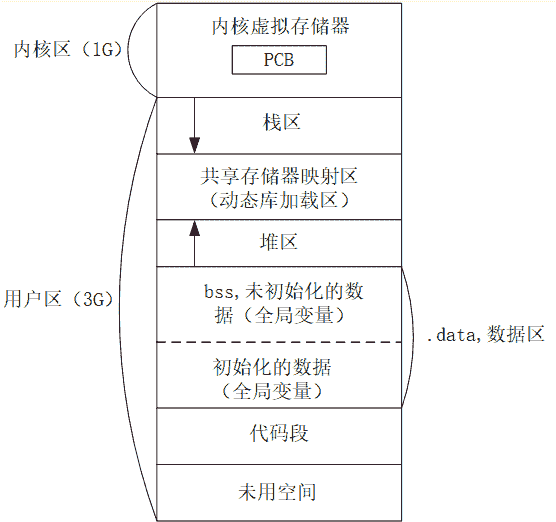 内核虚拟存储器
内核区（1G）
PCB
栈区
共享存储器映射区
（动态库加载区）
堆区
用户区（3G）
bss,未初始化的数
据（全局变量）
.data,数据区
初始化的数据
（全局变量）
代码段
未用空间